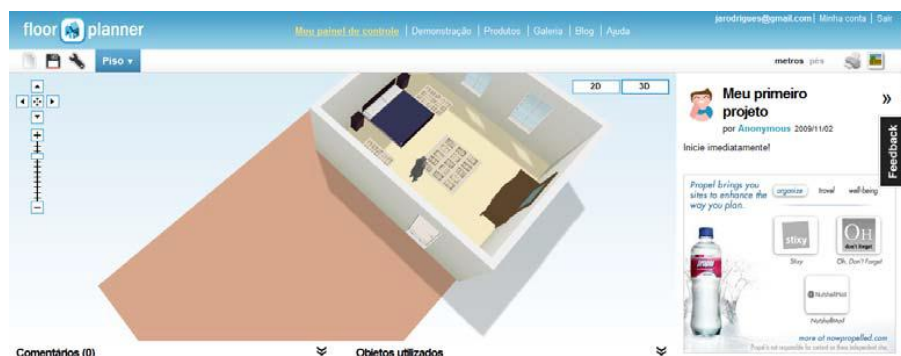 jarodrigues@gmail.com | Minha conta | Sair
floor planner
Meu painel de controle | Demonstração | Produtos | Galeria | Blog | Ajuda
Piso
metros pés
2D 3D
Meu primeiro projeto
por Anonymous 2009/11/02
Inicie imediatamente!
Feedback
Propel brings you
sites to enhance the
way you plan.
organize travel well-being
stixy
Stixy
OH
don't forget
Oh, Don't Forget
NutshellMail
NutshellMail
more at nowpropelled.com
Comentários (0)
Objetos utilizados